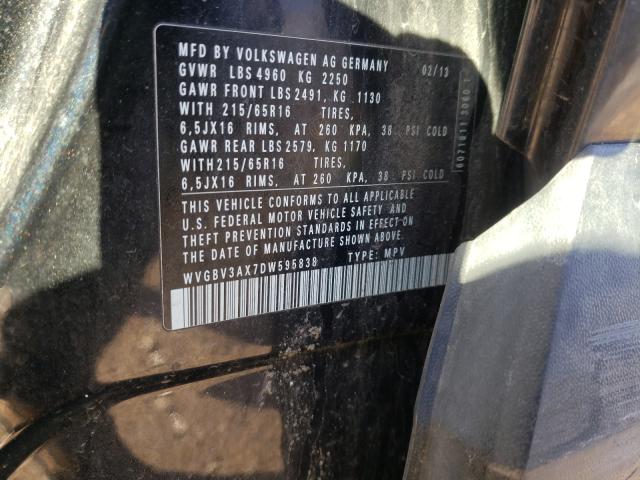 MFD BY VOLKSWAGEN AG GERMANY 02/13
GVWR LBS 4960 KG 2250
GAWR FRONT LBS 2491, KG 1130
WITH 215/65R16 TIRES,
6,5JX16 RIMS, AT 260 KPA, 38 PSI COLD
GAWR REAR LBS 2579, KG 1170
WITH 215/65R16 TIRES,
6,5JX16 RIMS, AT 260 KPA, 38 PSI COLD
THIS VEHICLE CONFORMS TO ALL APPLICABLE
U.S. FEDERAL MOTOR VEHICLE SAFETY AND
THEFT PREVENTION STANDARDS IN EFFECT ON
THE DATE OF MANUFACTURE SHOWN ABOVE.
WVGBV3AX7DW595838 TYPE: MPV